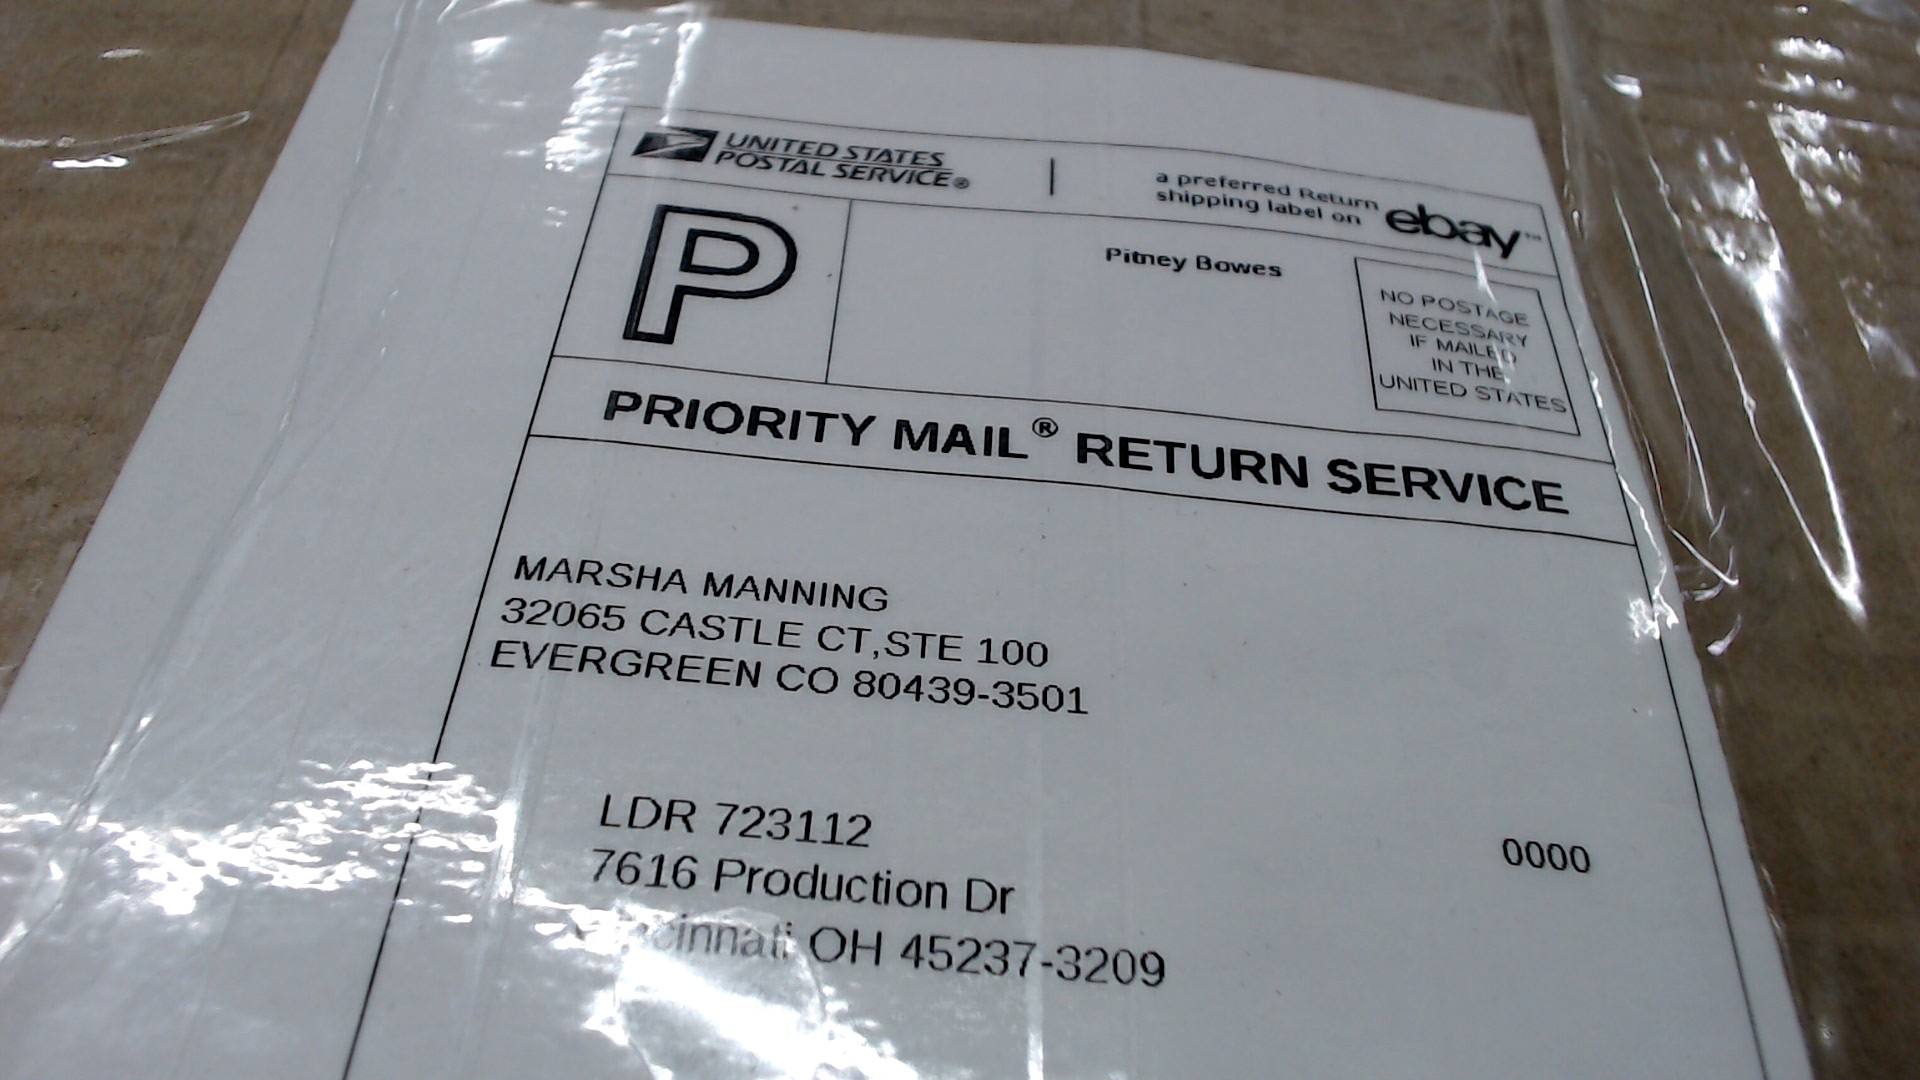 UNITED STATES
POSTAL SERVICE®
a preferred Return
shipping label on
ebay™
P
Pitney Bowes
NO POSTAGE
NECESSARY
IF MAILED
IN THE
UNITED STATES
PRIORITY MAIL® RETURN SERVICE
MARSHA MANNING
32065 CASTLE CT,STE 100
EVERGREEN CO 80439-3501
LDR 723112
0000
7616 Production Dr
OH 45237-3209